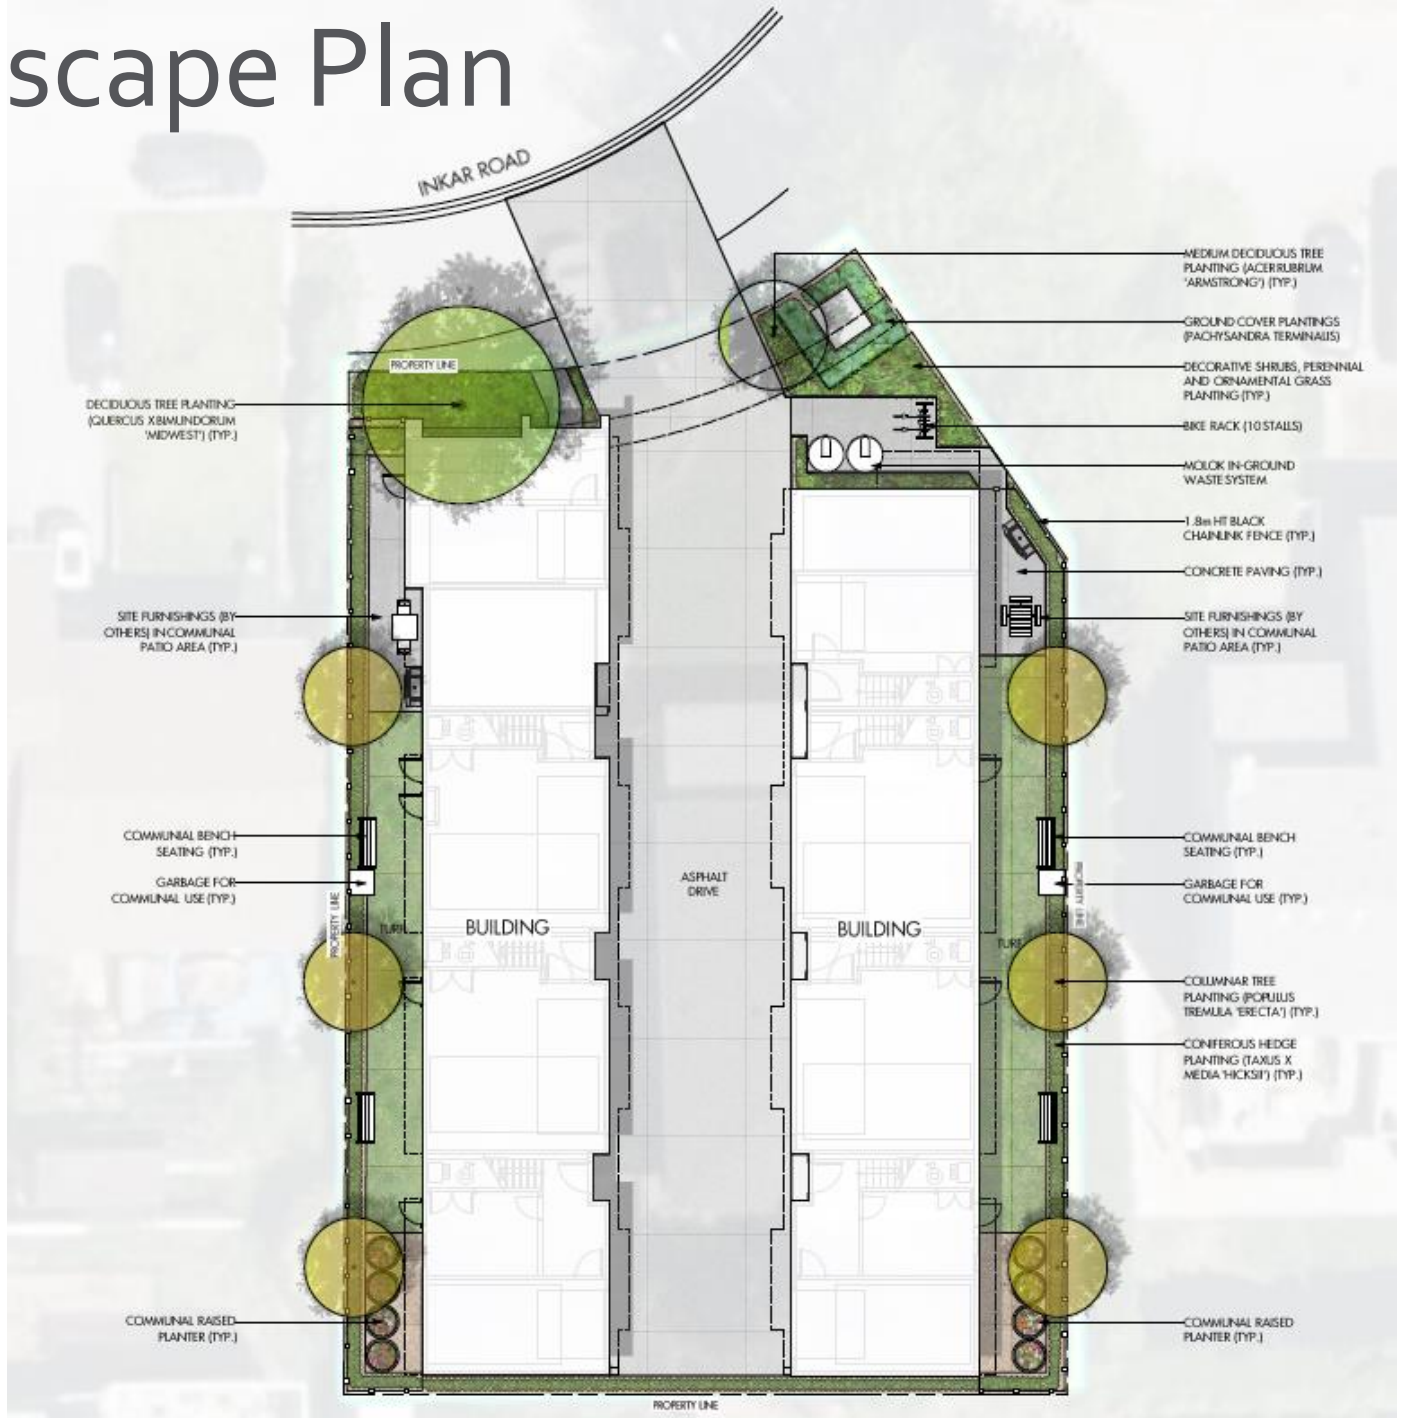 scape Plan
INKAR ROAD
PROPERTY LINE
DECIDUOUS TREE PLANTING
(QUERCUS X BIMUNDORUM
'MIDWEST') (TYP.)
SITE FURNISHINGS (BY
OTHERS) IN COMMUNAL
PATIO AREA (TYP.)
COMMUNIAL BENCH
SEATING (TYP.)
GARBAGE FOR
COMMUNAL USE (TYP.)
PROPERTY LINE
TURF
BUILDING
COMMUNAL RAISED
PLANTER (TYP.)
ASPHALT
DRIVE
BUILDING
TURF
PROPERTY LINE
MEDIUM DECIDUOUS TREE
PLANTING (ACER RUBRUM
'ARMSTRONG') (TYP.)
GROUND COVER PLANTINGS
(PACHYSANDRA TERMINALIS)
DECORATIVE SHRUBS, PERENNIAL
AND ORNAMENTAL GRASS
PLANTING (TYP.)
BIKE RACK (10 STALLS)
MOLOK IN-GROUND
WASTE SYSTEM
1.8m HT BLACK
CHAINLINK FENCE (TYP.)
CONCRETE PAVING (TYP.)
SITE FURNISHINGS (BY
OTHERS) IN COMMUNAL
PATIO AREA (TYP.)
COMMUNIAL BENCH
SEATING (TYP.)
GARBAGE FOR
COMMUNAL USE (TYP.)
COLUMNAR TREE
PLANTING (POPULUS
TREMULA 'ERECTA') (TYP.)
CONIFEROUS HEDGE
PLANTING (TAXUS X
MEDIA 'HICKSII') (TYP.)
COMMUNAL RAISED
PLANTER (TYP.)
PROPERTY LINE